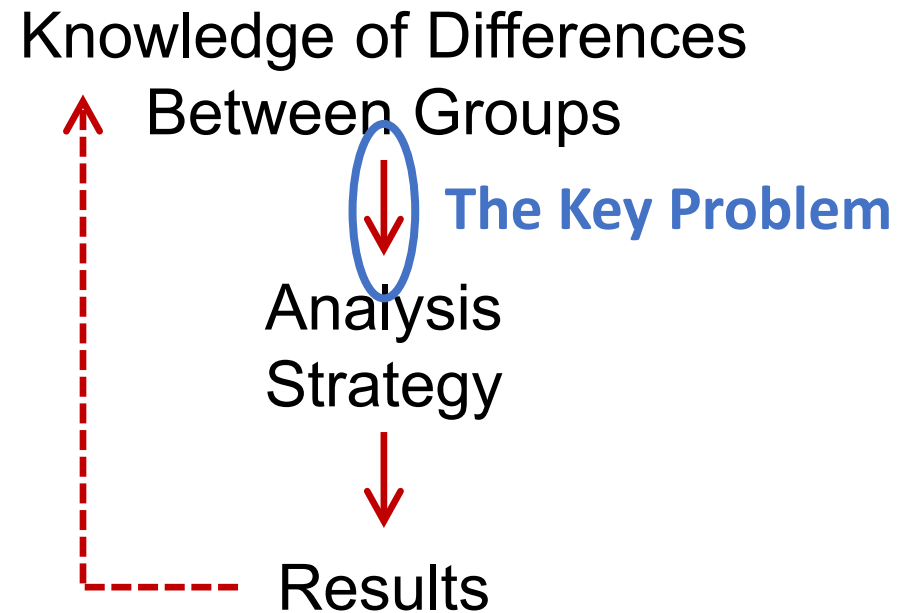 Knowledge of Differences
Between Groups
The Key Problem
Analysis
Strategy
Results